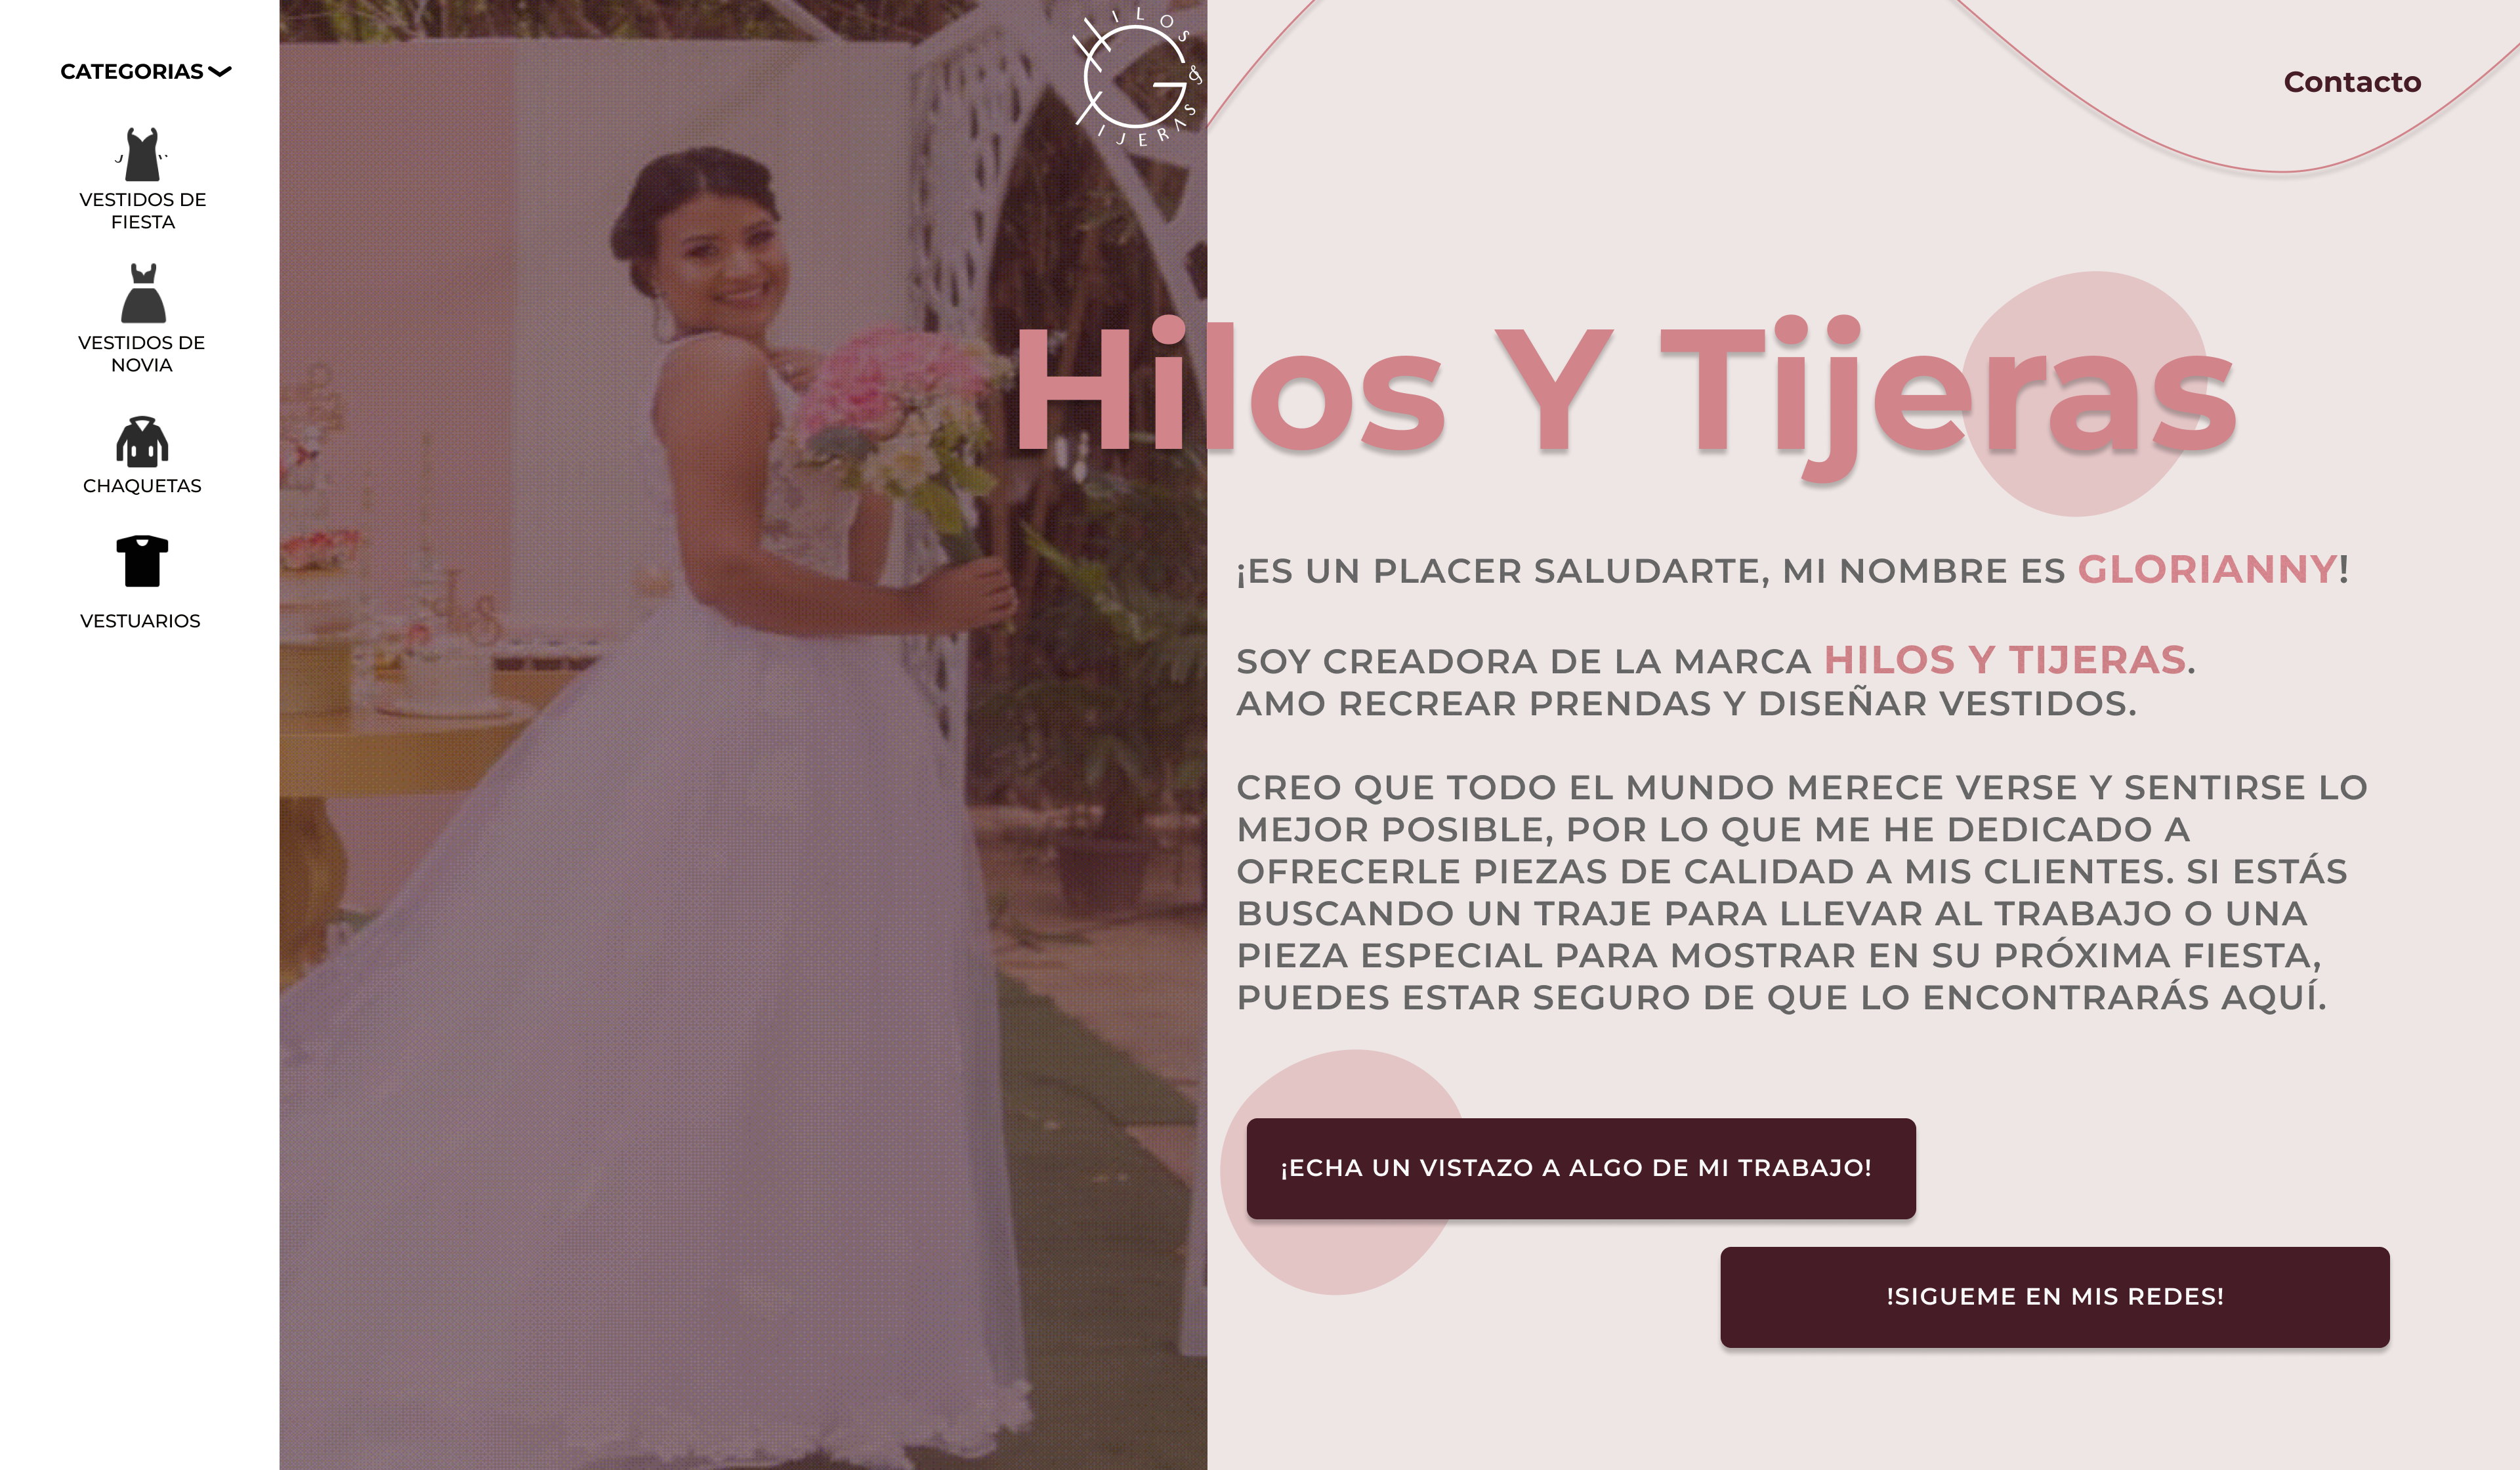 CATEGORIAS
VESTIDOS DE
FIESTA
VESTIDOS DE
NOVIA
CHAQUETAS
VESTUARIOS
HILOS
&
TIJERAS
G
Contacto
Hilos Y Tijeras
¡ES UN PLACER SALUDARTE, MI NOMBRE ES GLORIANNY!
SOY CREADORA DE LA MARCA HILOS Y TIJERAS.
AMO RECREAR PRENDAS Y DISEÑAR VESTIDOS.
CREO QUE TODO EL MUNDO MERECE VERSE Y SENTIRSE LO
MEJOR POSIBLE, POR LO QUE ME HE DEDICADO A
OFRECERLE PIEZAS DE CALIDAD A MIS CLIENTES. SI ESTÁS
BUSCANDO UN TRAJE PARA LLEVAR AL TRABAJO O UNA
PIEZA ESPECIAL PARA MOSTRAR EN SU PRÓXIMA FIESTA,
PUEDES ESTAR SEGURO DE QUE LO ENCONTRARÁS AQUÍ.
¡ECHA UN VISTAZO A ALGO DE MI TRABAJO!
!SIGUEME EN MIS REDES!